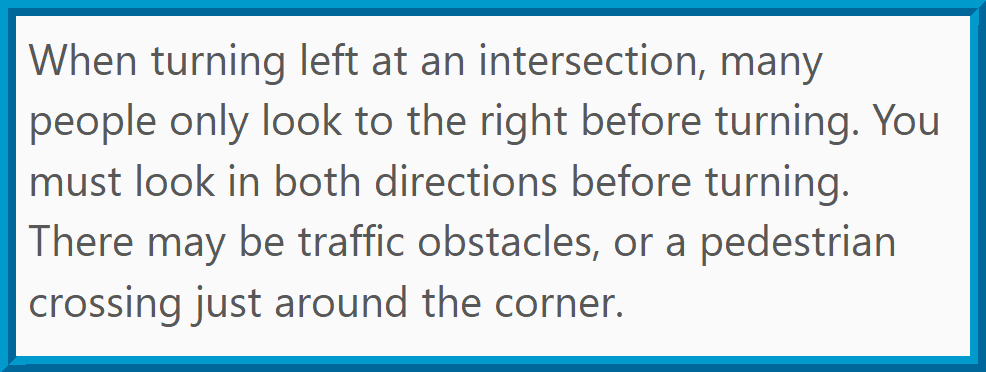 When turning left at an intersection, many
people only look to the right before turning. You
must look in both directions before turning.
There may be traffic obstacles, or a pedestrian
crossing just around the corner.